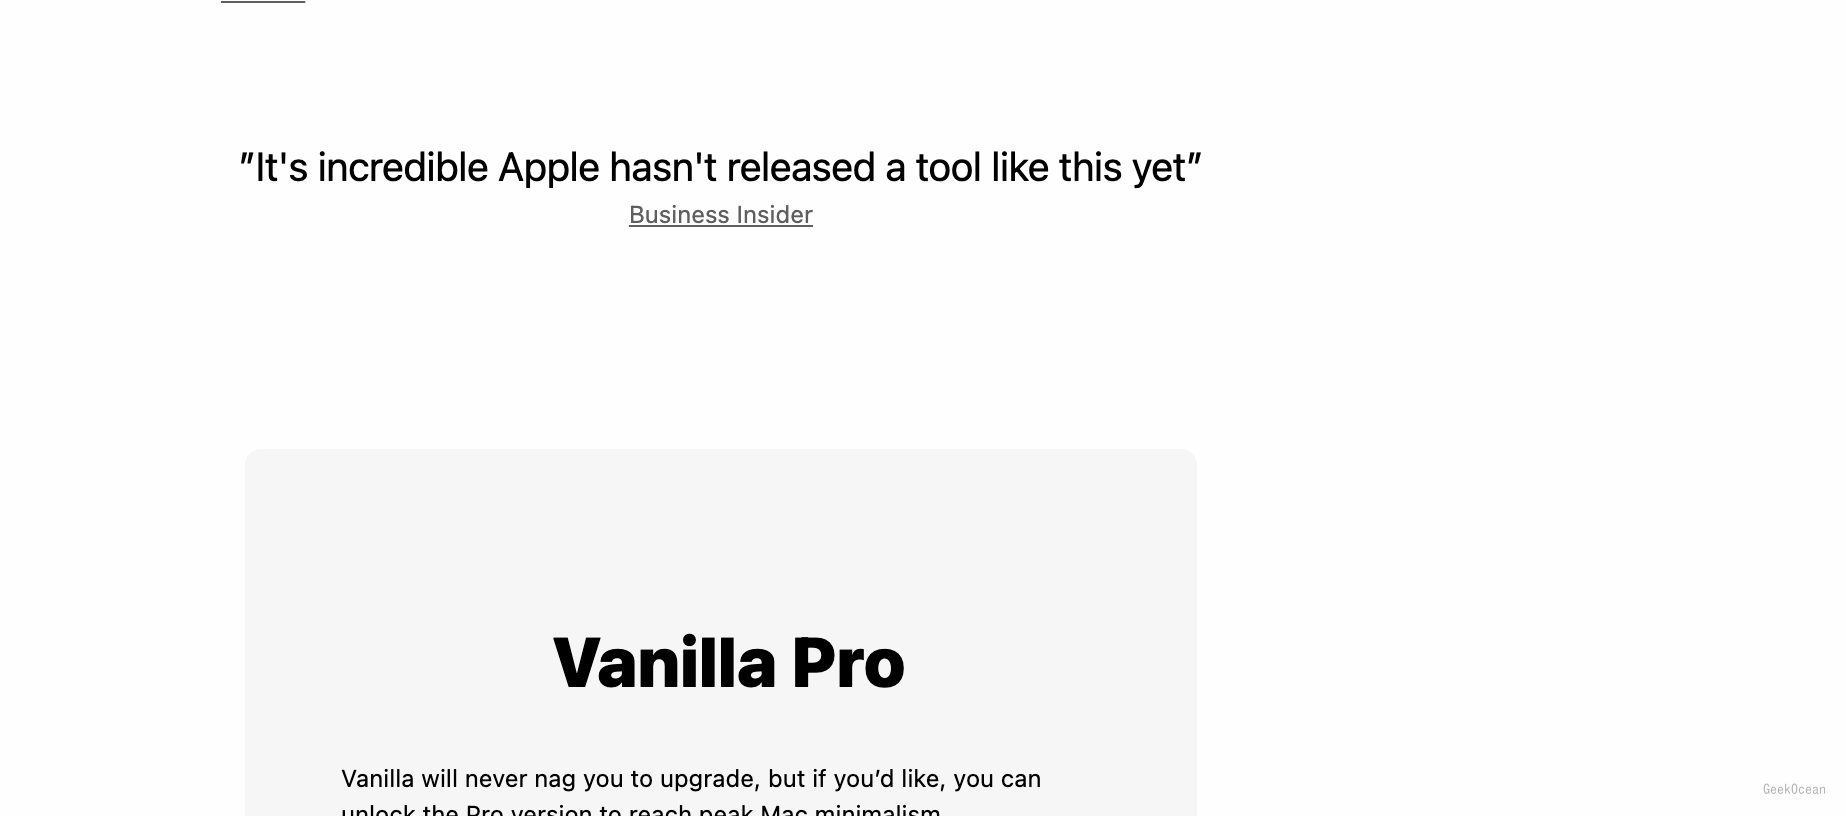 "It's incredible Apple hasn't released a tool like this yet”
Business Insider
Vanilla Pro
Vanilla will never nag you to upgrade, but if you’d like, you can
unlock the Pro version to reach peak Mac minimalism.
GeekOcean